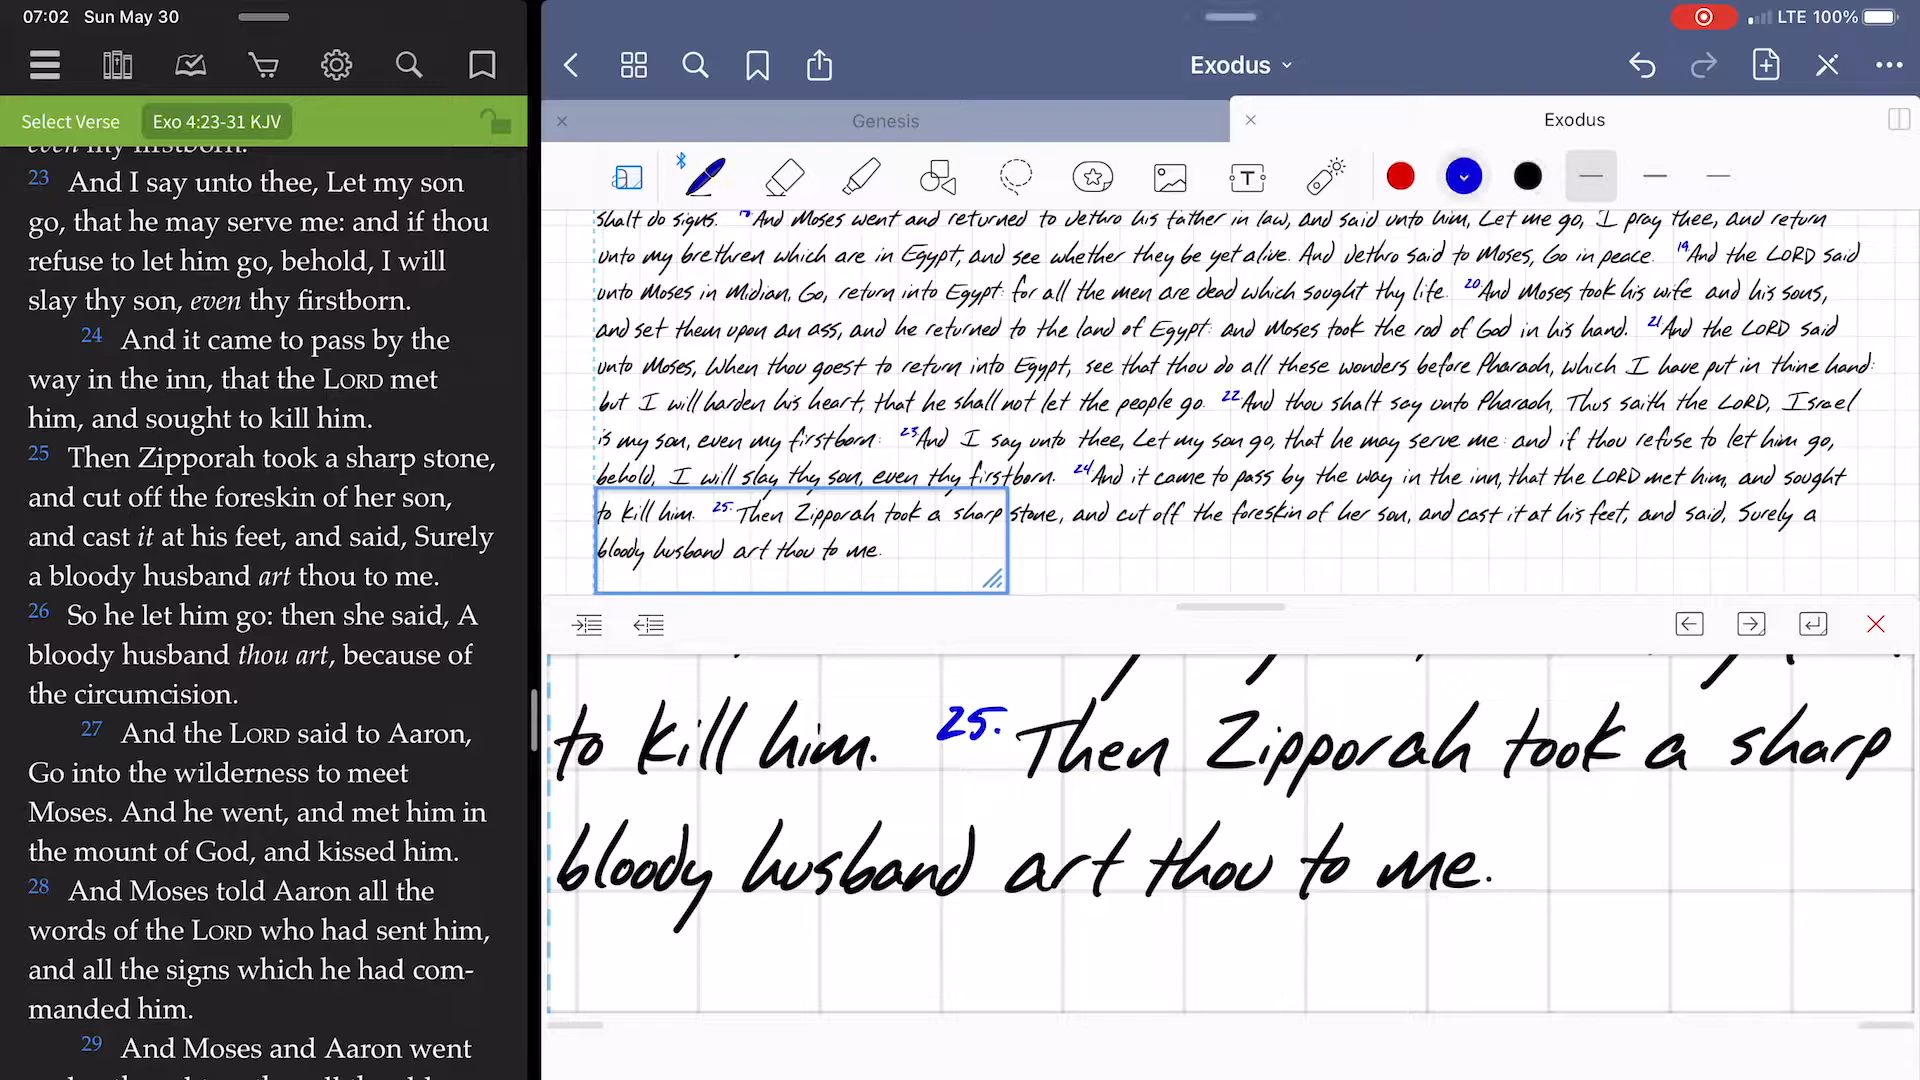 07:02 Sun May 30
LTE 100%
Exodus
Select Verse Exo 4:23-31 KJV
Genesis
Exodus
even my firstborn.
23 And I say unto thee, Let my son
go, that he may serve me: and if thou
refuse to let him go, behold, I will
slay thy son, even thy firstborn.
24 And it came to pass by the
way in the inn, that the LORD met
him, and sought to kill him.
25 Then Zipporah took a sharp stone,
and cut off the foreskin of her son,
and cast it at his feet, and said, Surely
a bloody husband art thou to me.
26 So he let him go: then she said, A
bloody husband thou art, because of
the circumcision.
27 And the LORD said to Aaron,
Go into the wilderness to meet
Moses. And he went, and met him in
the mount of God, and kissed him.
28 And Moses told Aaron all the
words of the LORD who had sent him,
and all the signs which he had com-
manded him.
29 And Moses and Aaron went
shalt do signs. 18. And Moses went and returned to Jethro his father in law, and said unto him, Let me go, I pray thee, and return
unto my brethren which are in Egypt, and see whether they be yet alive. And Jethro said to Moses, Go in peace. 19. And the LORD said
unto Moses in Midian, Go, return into Egypt: for all the men are dead which sought thy life. 20. And Moses took his wife and his sons,
and set them upon an ass, and he returned to the land of Egypt: and Moses took the rod of God in his hand. 21. And the LORD said
unto Moses, When thou goest to return into Egypt, see that thou do all these wonders before Pharaoh, which I have put in thine hand:
but I will harden his heart, that he shall not let the people go. 22. And thou shalt say unto Pharaoh, Thus saith the LORD, Israel
is my son, even my firstborn: 23. And I say unto thee, Let my son go, that he may serve me: and if thou refuse to let him go,
behold, I will slay thy son, even thy firstborn. 24. And it came to pass by the way in the inn, that the LORD met him, and sought
to kill him. 25. Then Zipporah took a sharp stone, and cut off the foreskin of her son, and cast it at his feet, and said, Surely a
bloody husband art thou to me.
to kill him. 25. Then Zipporah took a sharp
bloody husband art thou to me.